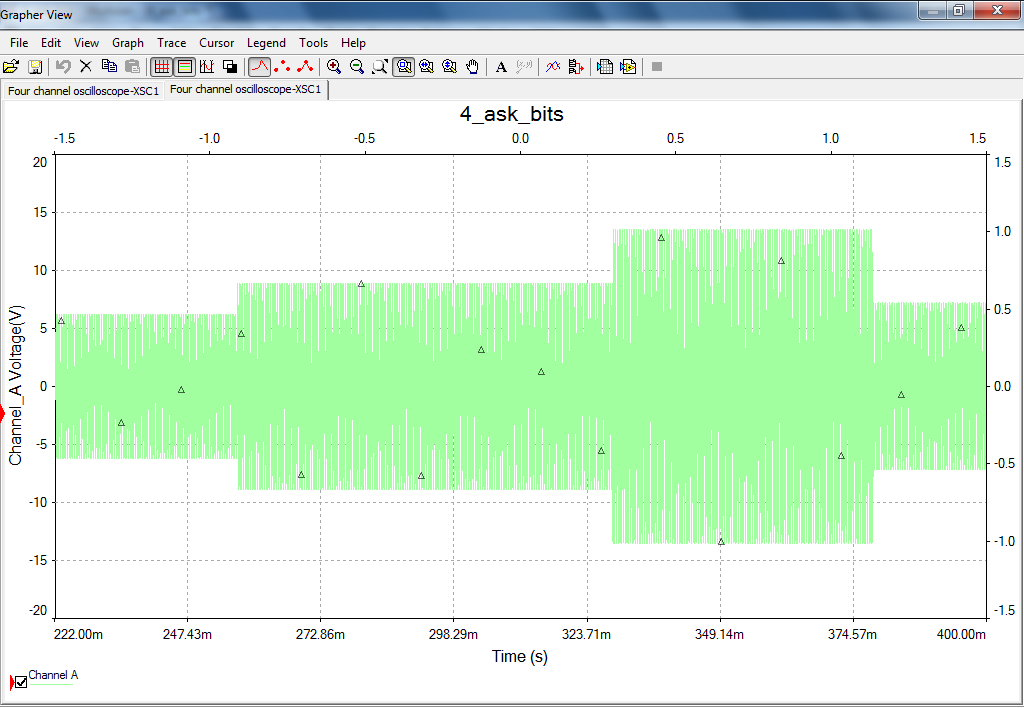 Grapher View
File Edit View Graph Trace Cursor Legend Tools Help
A
Four channel oscilloscope-XSC1 Four channel oscilloscope-XSC1
4_ask_bits
-1.5 -1.0 -0.5 0.0 0.5 1.0 1.5
20
15
10
5
0
-5
-10
-15
-20
Channel_A Voltage(V)
1.5
1.0
0.5
0.0
-0.5
-1.0
-1.5
222.00m 247.43m 272.86m 298.29m 323.71m 349.14m 374.57m 400.00m
Time (s)
Channel A